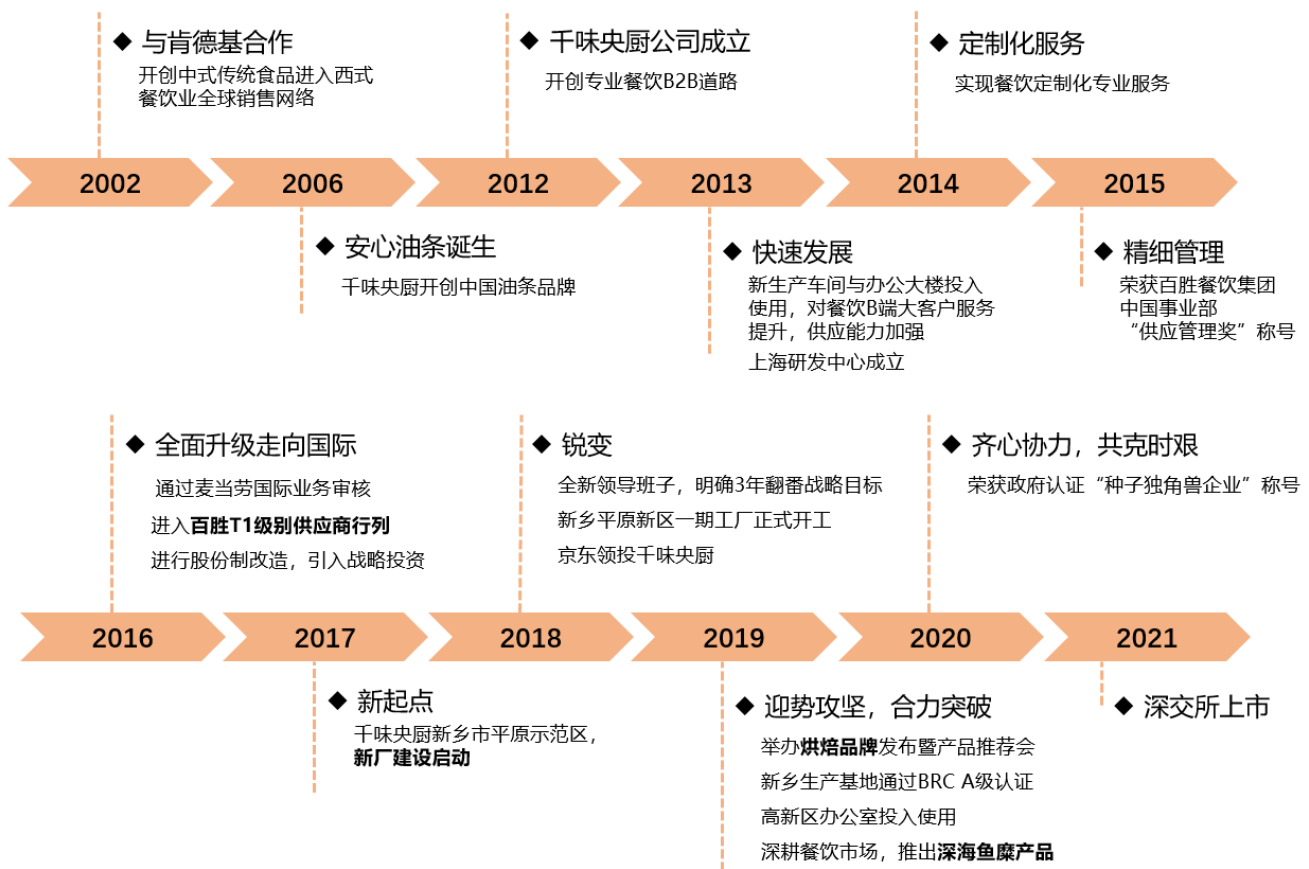 ◆ 与肯德基合作
开创中式传统食品进入西式
餐饮业全球销售网络
◆ 千味央厨公司成立
开创专业餐饮B2B道路
◆ 定制化服务
实现餐饮定制化专业服务
2002
2006
2012
2013
2014
2015
◆ 安心油条诞生
千味央厨开创中国油条品牌
◆ 快速发展
新生产车间与办公大楼投入
使用，对餐饮B端大客户服务
提升，供应能力加强
上海研发中心成立
◆ 精细管理
荣获百胜餐饮集团
中国事业部
“供应管理奖”称号
◆ 全面升级走向国际
通过麦当劳国际业务审核
进入百胜T1级别供应商行列
进行股份制改造，引入战略投资
◆ 锐变
全新领导班子，明确3年翻番战略目标
新乡平原新区一期工厂正式开工
京东领投千味央厨
◆ 齐心协力，共克时艰
荣获政府认证“种子独角兽企业”称号
2016
2017
2018
2019
2020
2021
◆ 新起点
千味央厨新乡市平原示范区，
新厂建设启动
◆ 迎势攻坚，合力突破
举办烘焙品牌发布暨产品推荐会
新乡生产基地通过BRC A级认证
高新区办公室投入使用
深耕餐饮市场，推出深海鱼糜产品
◆ 深交所上市